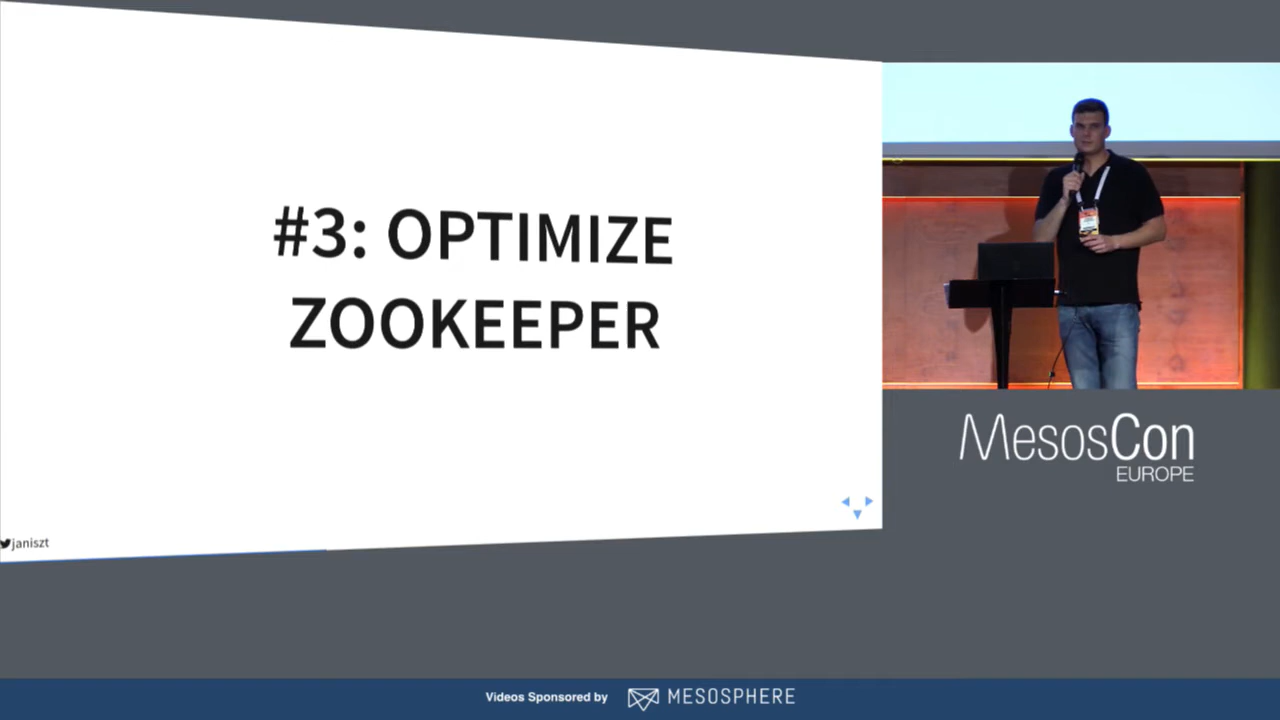 #3: OPTIMIZE
ZOOKEEPER
janiszt
MesosCon
EUROPE
Videos Sponsored by MESOSPHERE